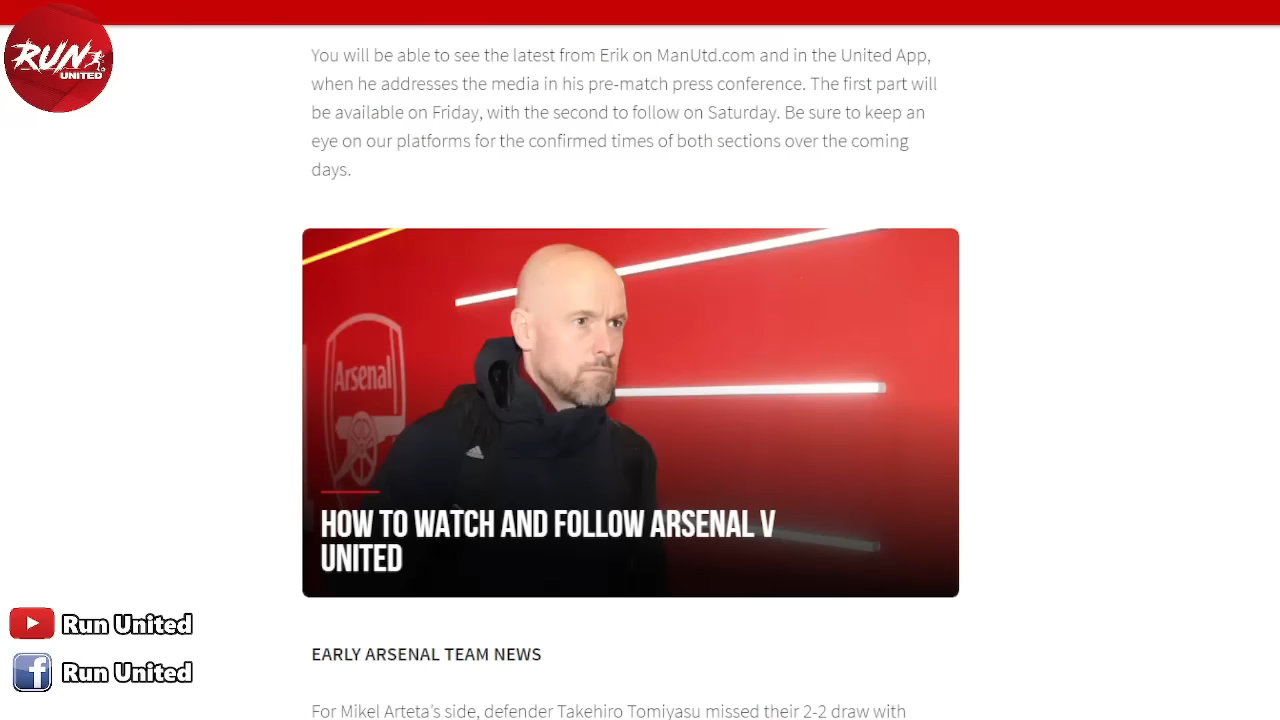 RUN
UNITED
You will be able to see the latest from Erik on ManUtd.com and in the United App,
when he addresses the media in his pre-match press conference. The first part will
be available on Friday, with the second to follow on Saturday. Be sure to keep an
eye on our platforms for the confirmed times of both sections over the coming
days.
Arsenal
HOW TO WATCH AND FOLLOW ARSENAL V
UNITED
Run United
Run United
EARLY ARSENAL TEAM NEWS
For Mikel Arteta's side, defender Takehiro Tomiyasu missed their 2-2 draw with